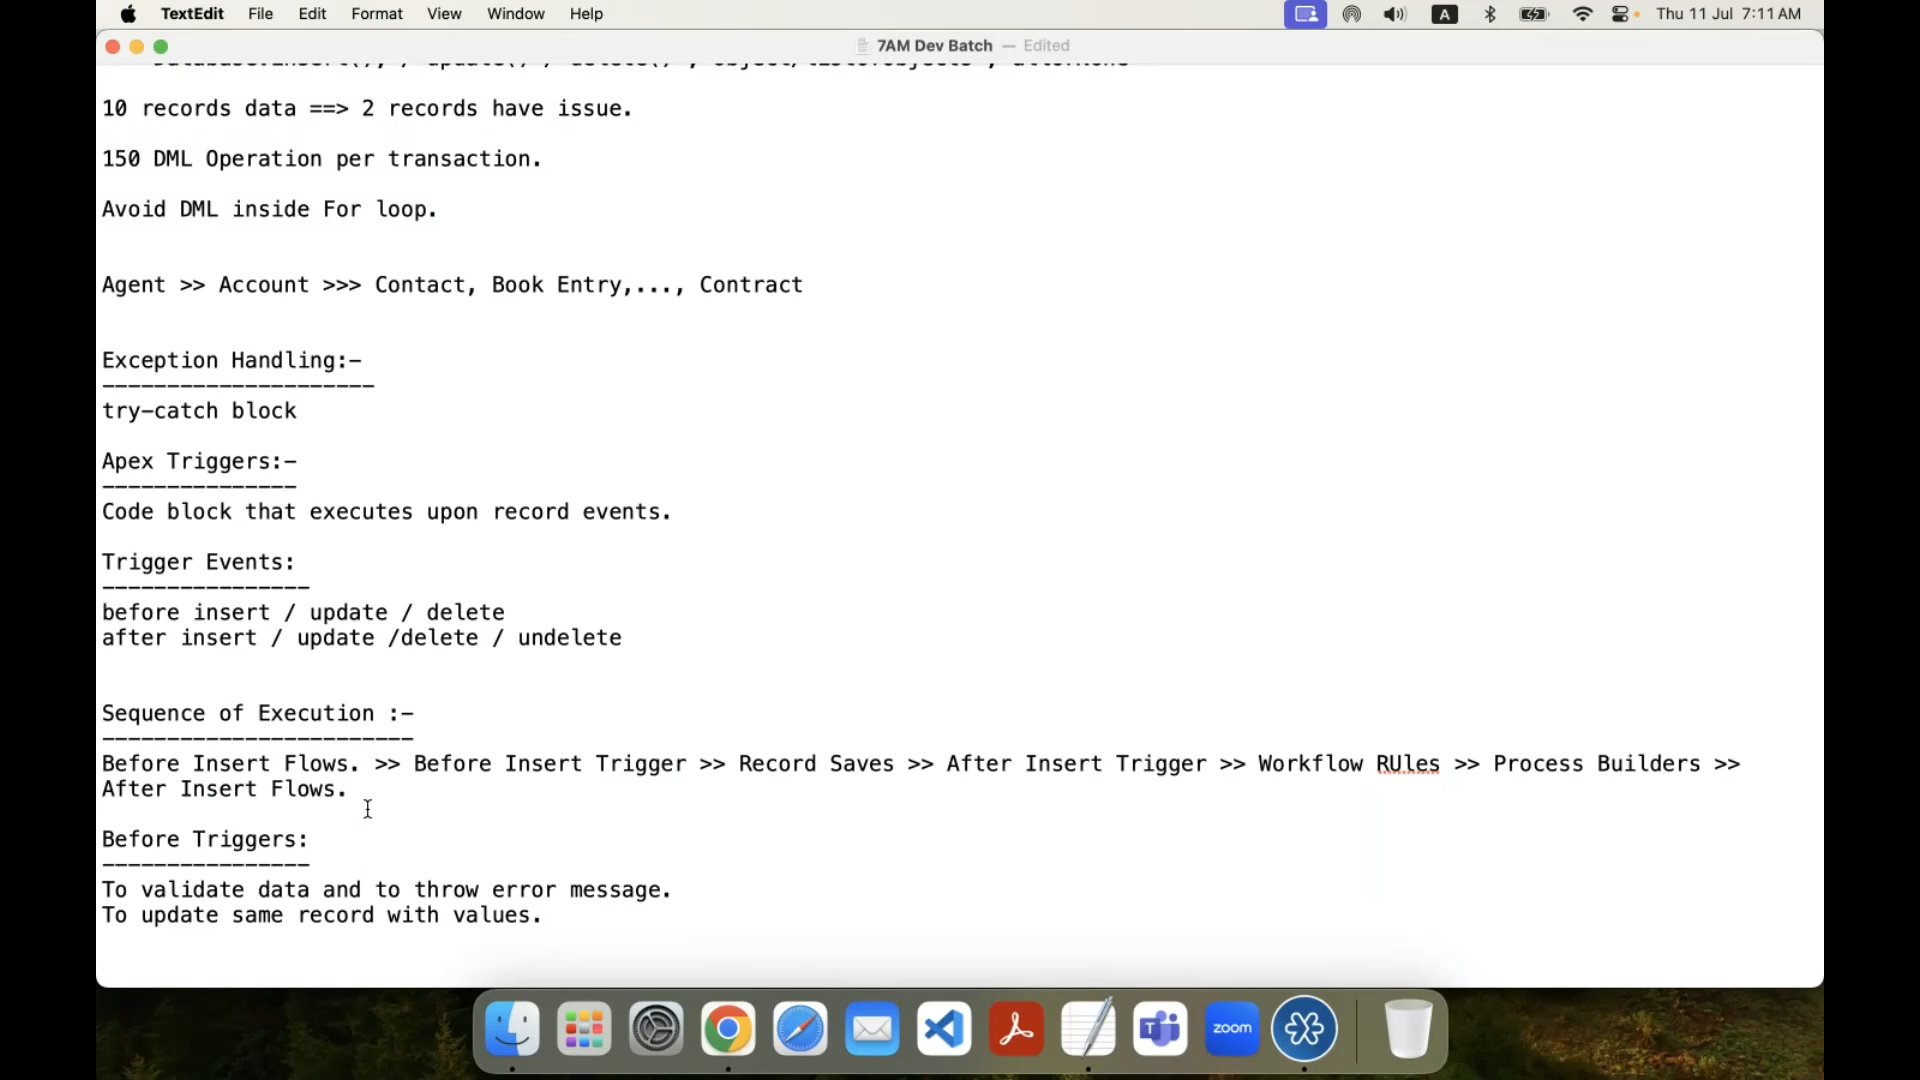 TextEdit File Edit Format View Window Help A Thu 11 Jul 7:11 AM
7AM Dev Batch — Edited
10 records data ==> 2 records have issue.
150 DML Operation per transaction.
Avoid DML inside For loop.
Agent >> Account >>> Contact, Book Entry,..., Contract
Exception Handling:-
---------------------
try-catch block
Apex Triggers:-
---------------
Code block that executes upon record events.
Trigger Events:
----------------
before insert / update / delete
after insert / update /delete / undelete
Sequence of Execution :-
------------------------
Before Insert Flows. >> Before Insert Trigger >> Record Saves >> After Insert Trigger >> Workflow RUles >> Process Builders >>
After Insert Flows.
Before Triggers:
----------------
To validate data and to throw error message.
To update same record with values.
zoom